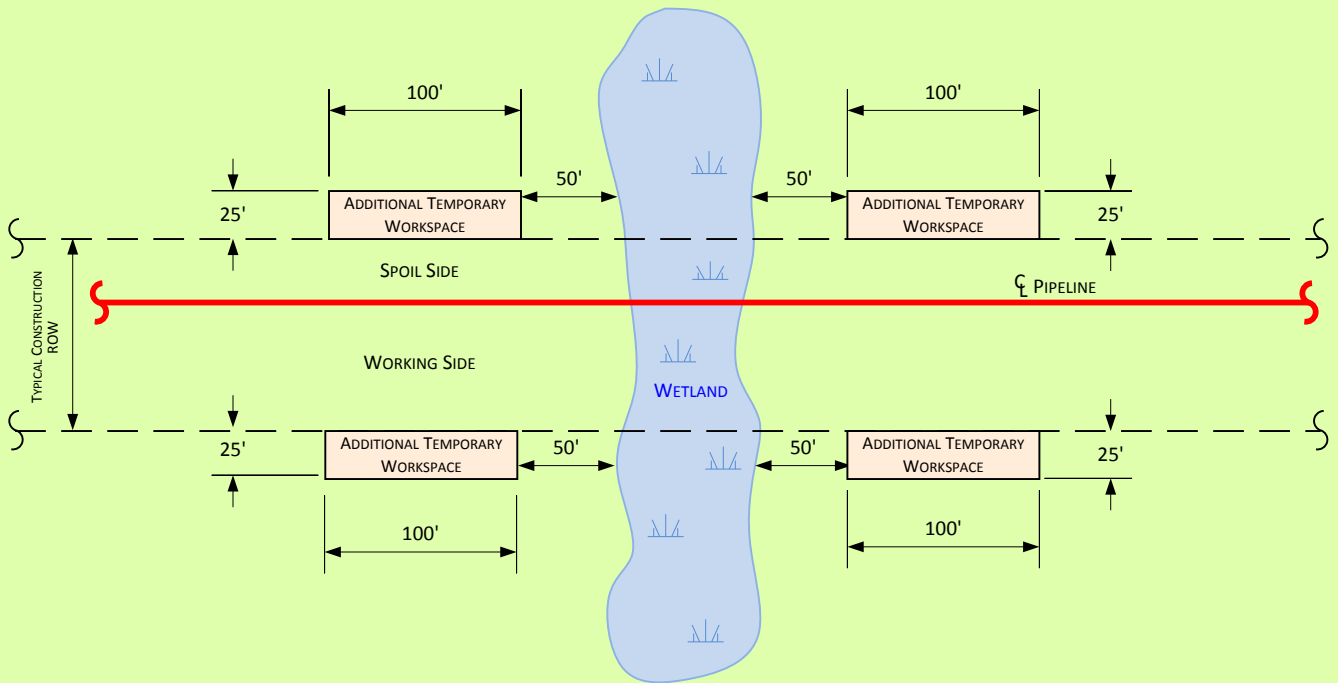 100'
100'
50'
50'
25'
ADDITIONAL TEMPORARY
WORKSPACE
ADDITIONAL TEMPORARY
WORKSPACE
25'
SPOIL SIDE
℄ PIPELINE
TYPICAL CONSTRUCTION
ROW
WORKING SIDE
WETLAND
25'
ADDITIONAL TEMPORARY
WORKSPACE
50'
50'
ADDITIONAL TEMPORARY
WORKSPACE
25'
100'
100'